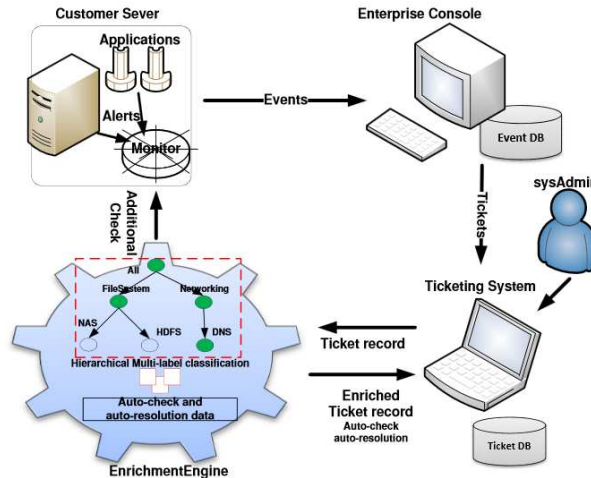 Customer Sever
Enterprise Console
Applications
Alerts
Monitor
Events
Event DB
Additional
Check
Tickets
sysAdmin
All
FileSystem
Networking
NAS
HDFS
DNS
Hierarchical Multi-label classification
Auto-check and
auto-resolution data
EnrichmentEngine
Ticketing System
Ticket record
Enriched
Ticket record
Auto-check
auto-resolution
Ticket DB